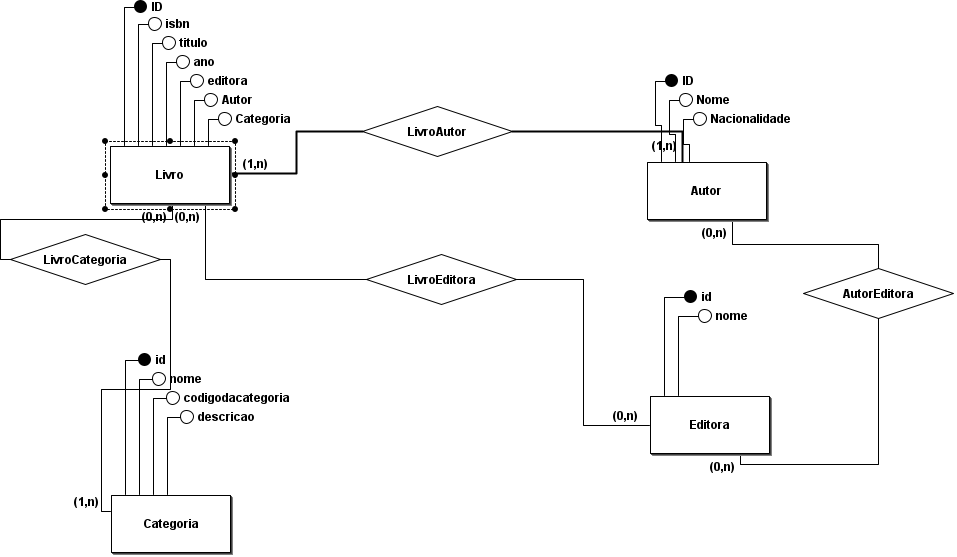 ID
isbn
titulo
ano
editora
Autor
Categoria
Livro
(1,n)
LivroAutor
ID
Nome
Nacionalidade
(1,n)
Autor
(0,n)
(0,n)
(0,n)
LivroCategoria
LivroEditora
AutorEditora
id
nome
Editora
(0,n)
(0,n)
id
nome
codigodacategoria
descricao
(1,n)
Categoria